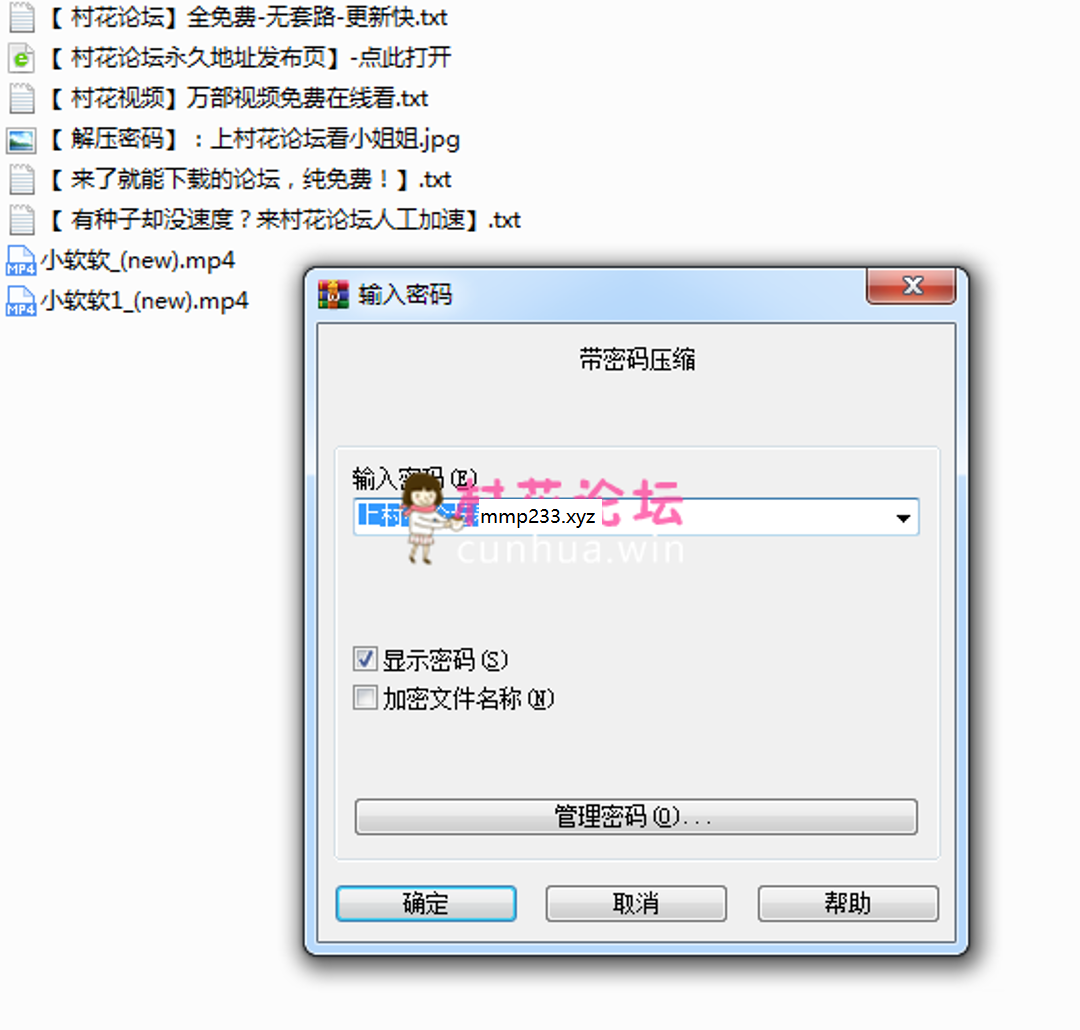 【 村花论坛】全免费-无套路-更新快.txt
【 村花论坛永久地址发布页】-点此打开
【 村花视频】万部视频免费在线看.txt
【 解压密码】：上村花论坛看小姐姐.jpg
【 来了就能下载的论坛，纯免费！】.txt
【 有种子却没速度？来村花论坛人工加速】.txt
小软软_(new).mp4
小软软1_(new).mp4
输入密码
带密码压缩
输入密码(E)
村花论坛
上村
mmp233.xyz
cunhua.win
显示密码(S)
加密文件名称(N)
管理密码(O)...
确定
取消
帮助
MP4
MP4